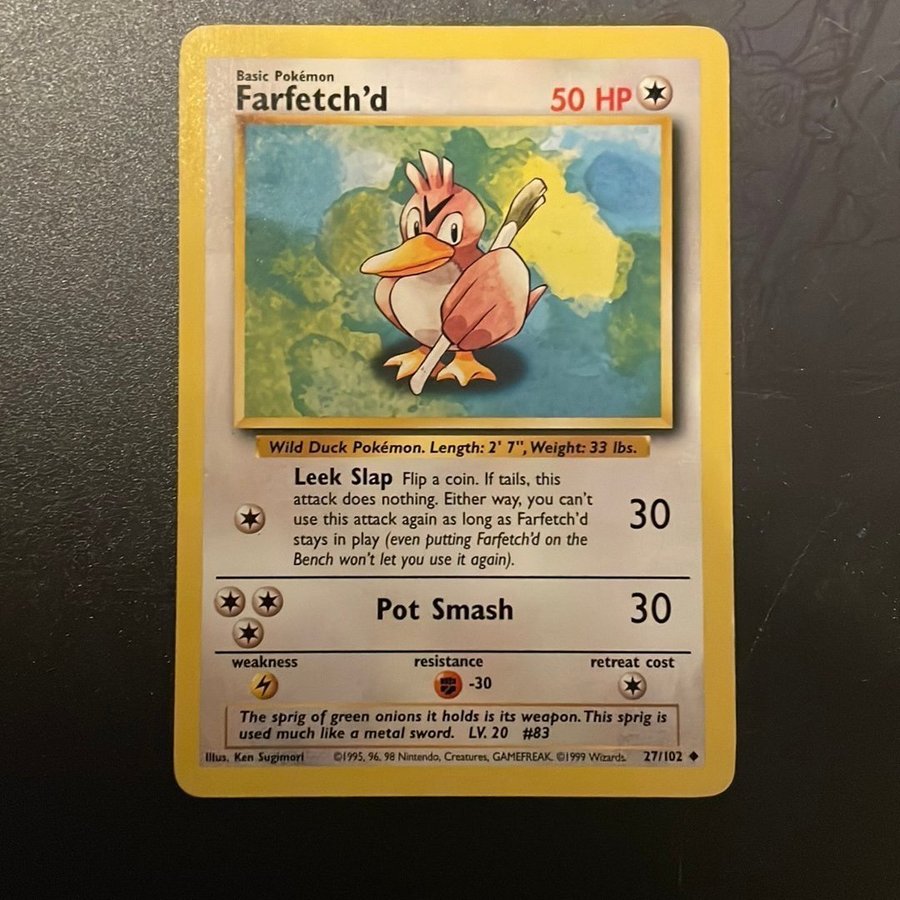 Basic Pokémon
Farfetch'd 50 HP
Wild Duck Pokémon. Length: 2' 7", Weight: 33 lbs.
Leek Slap Flip a coin. If tails, this
attack does nothing. Either way, you can't
use this attack again as long as Farfetch'd
stays in play (even putting Farfetch'd on the
Bench won't let you use it again).
30
Pot Smash 30
weakness resistance retreat cost
-30
The sprig of green onions it holds is its weapon. This sprig is
used much like a metal sword. LV. 20 #83
Illus. Ken Sugimori ©1995, 96, 98 Nintendo, Creatures, GAMEFREAK. ©1999 Wizards. 27/102